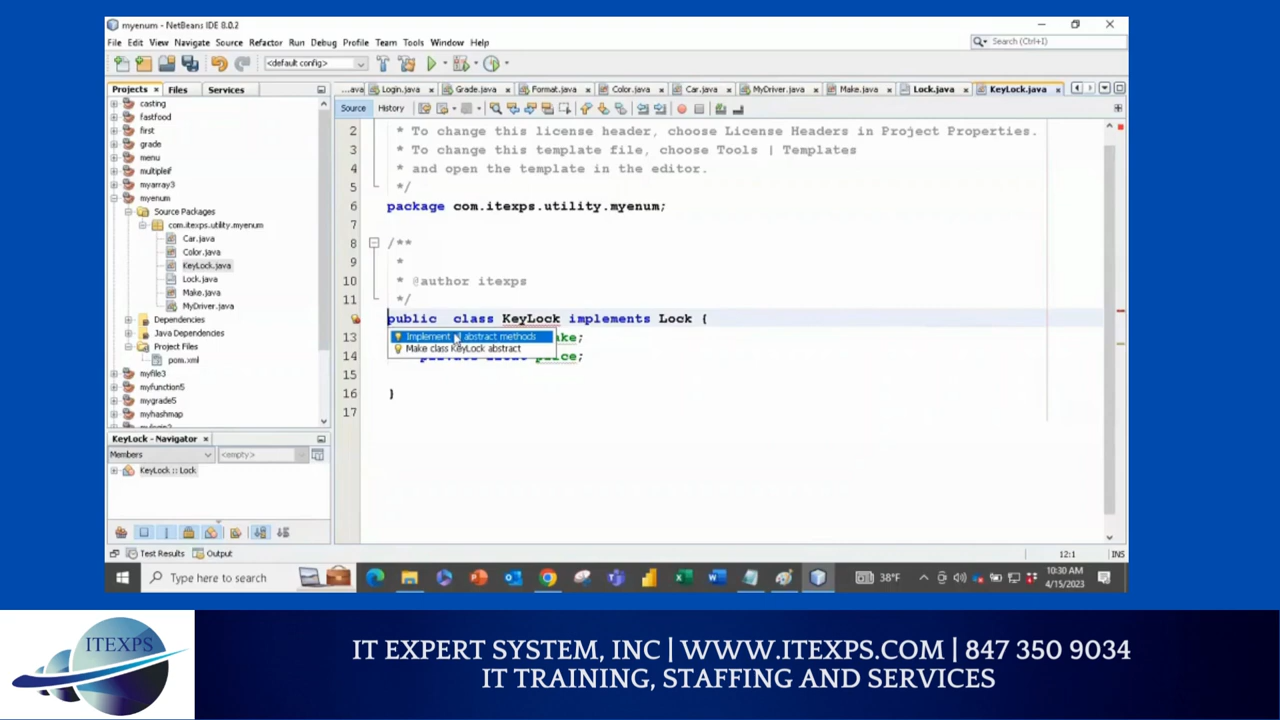 myenum - NetBeans IDE 8.0.2
File Edit View Navigate Source Refactor Run Debug Profile Team Tools Window Help
Search (Ctrl+I)
<default config>
Projects Files Services
...ava Login.java Grade.java Format.java Color.java Car.java MyDriver.java Make.java Lock.java KeyLock.java
Source History
casting
fastfood
first
grade
menu
multipleif
myarray3
myenum
Source Packages
com.itexps.utility.myenum
Car.java
Color.java
KeyLock.java
Lock.java
Make.java
MyDriver.java
Dependencies
Java Dependencies
Project Files
pom.xml
myfile3
myfunction5
mygrade5
myhashmap
2 * To change this license header, choose License Headers in Project Properties.
3 * To change this template file, choose Tools | Templates
4 * and open the template in the editor.
5 */
6 package com.itexps.utility.myenum;
7
8 /**
9 *
10 * @author itexps
11 */
public class KeyLock implements Lock {
13 ake;
Implement all abstract methods
14
Make class KeyLock abstract
15
16 }
17
KeyLock - Navigator
Members <empty>
KeyLock :: Lock
Test Results Output
12:1 INS
Type here to search
38°F
10:30 AM
4/15/2023
ITEXPS
IT EXPERT SYSTEM, INC | WWW.ITEXPS.COM | 847 350 9034
IT TRAINING, STAFFING AND SERVICES